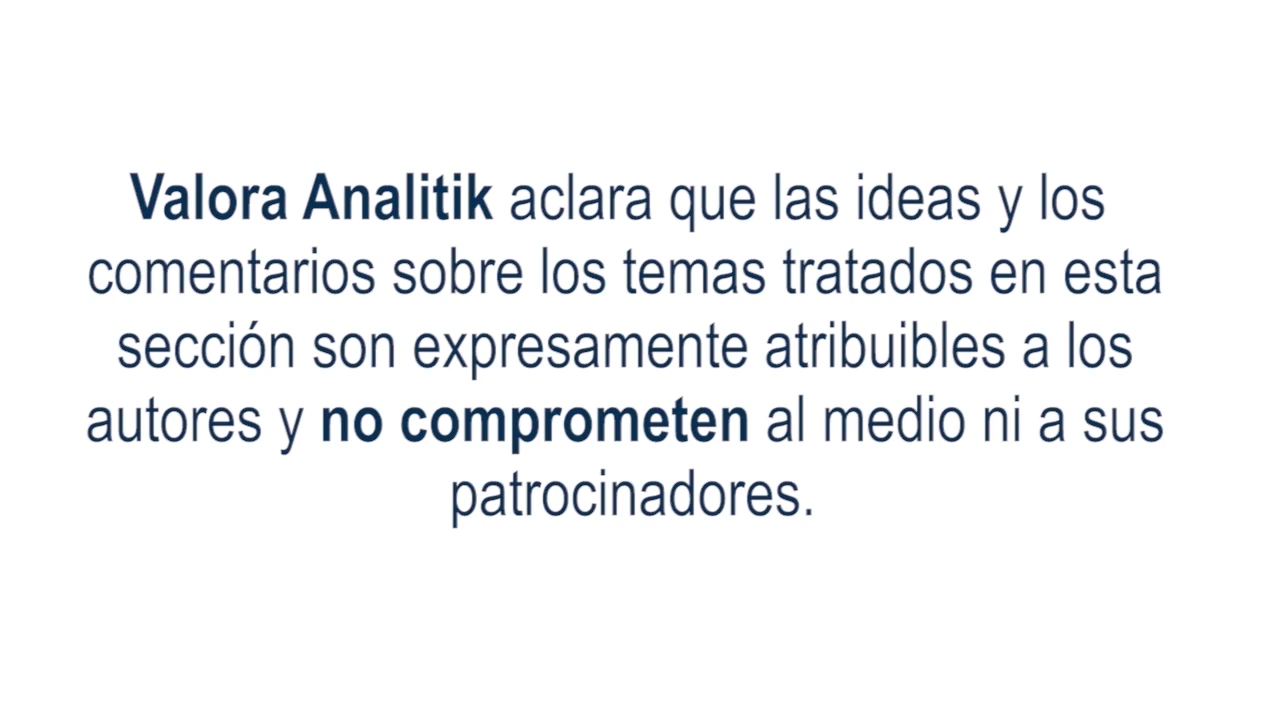 Valora Analitik aclara que las ideas y los
comentarios sobre los temas tratados en esta
sección son expresamente atribuibles a los
autores y no comprometen al medio ni a sus
patrocinadores.